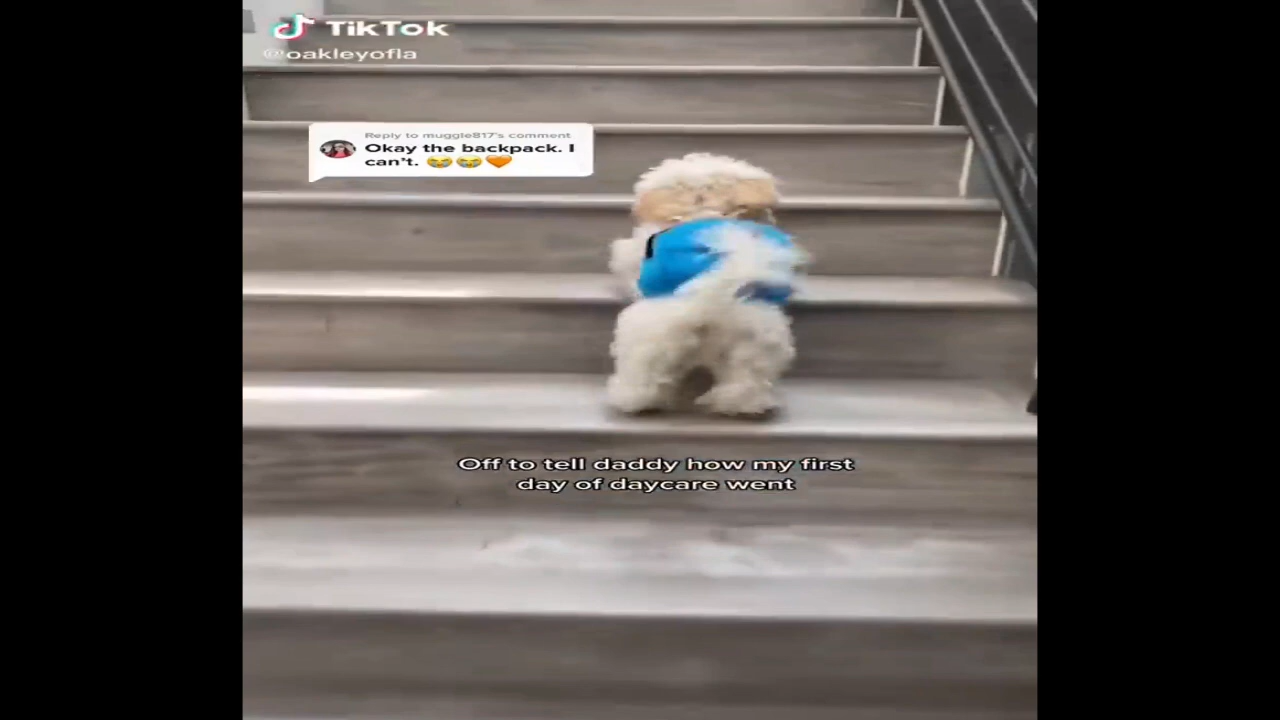 TikTok
@oakleyofla
Reply to muggle817's comment
Okay the backpack. I
can't. 😭😭🧡
Off to tell daddy how my first
day of daycare went